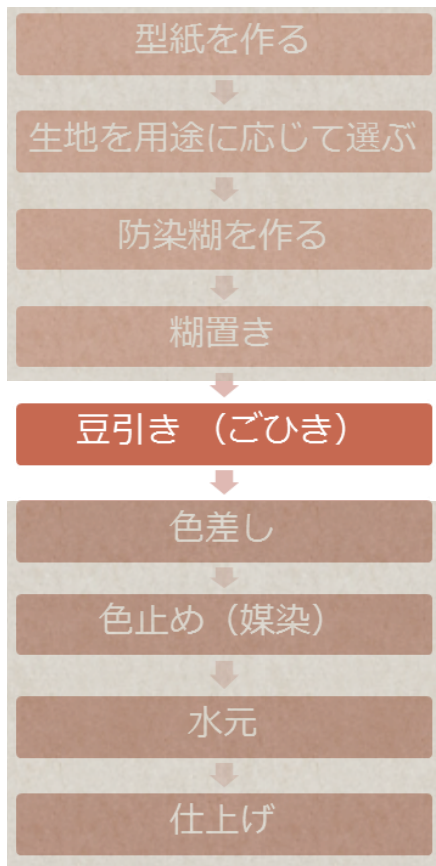 型紙を作る
生地を用途に応じて選ぶ
防染糊を作る
糊置き
豆引き （ごひき）
色差し
色止め（媒染）
水元
仕上げ